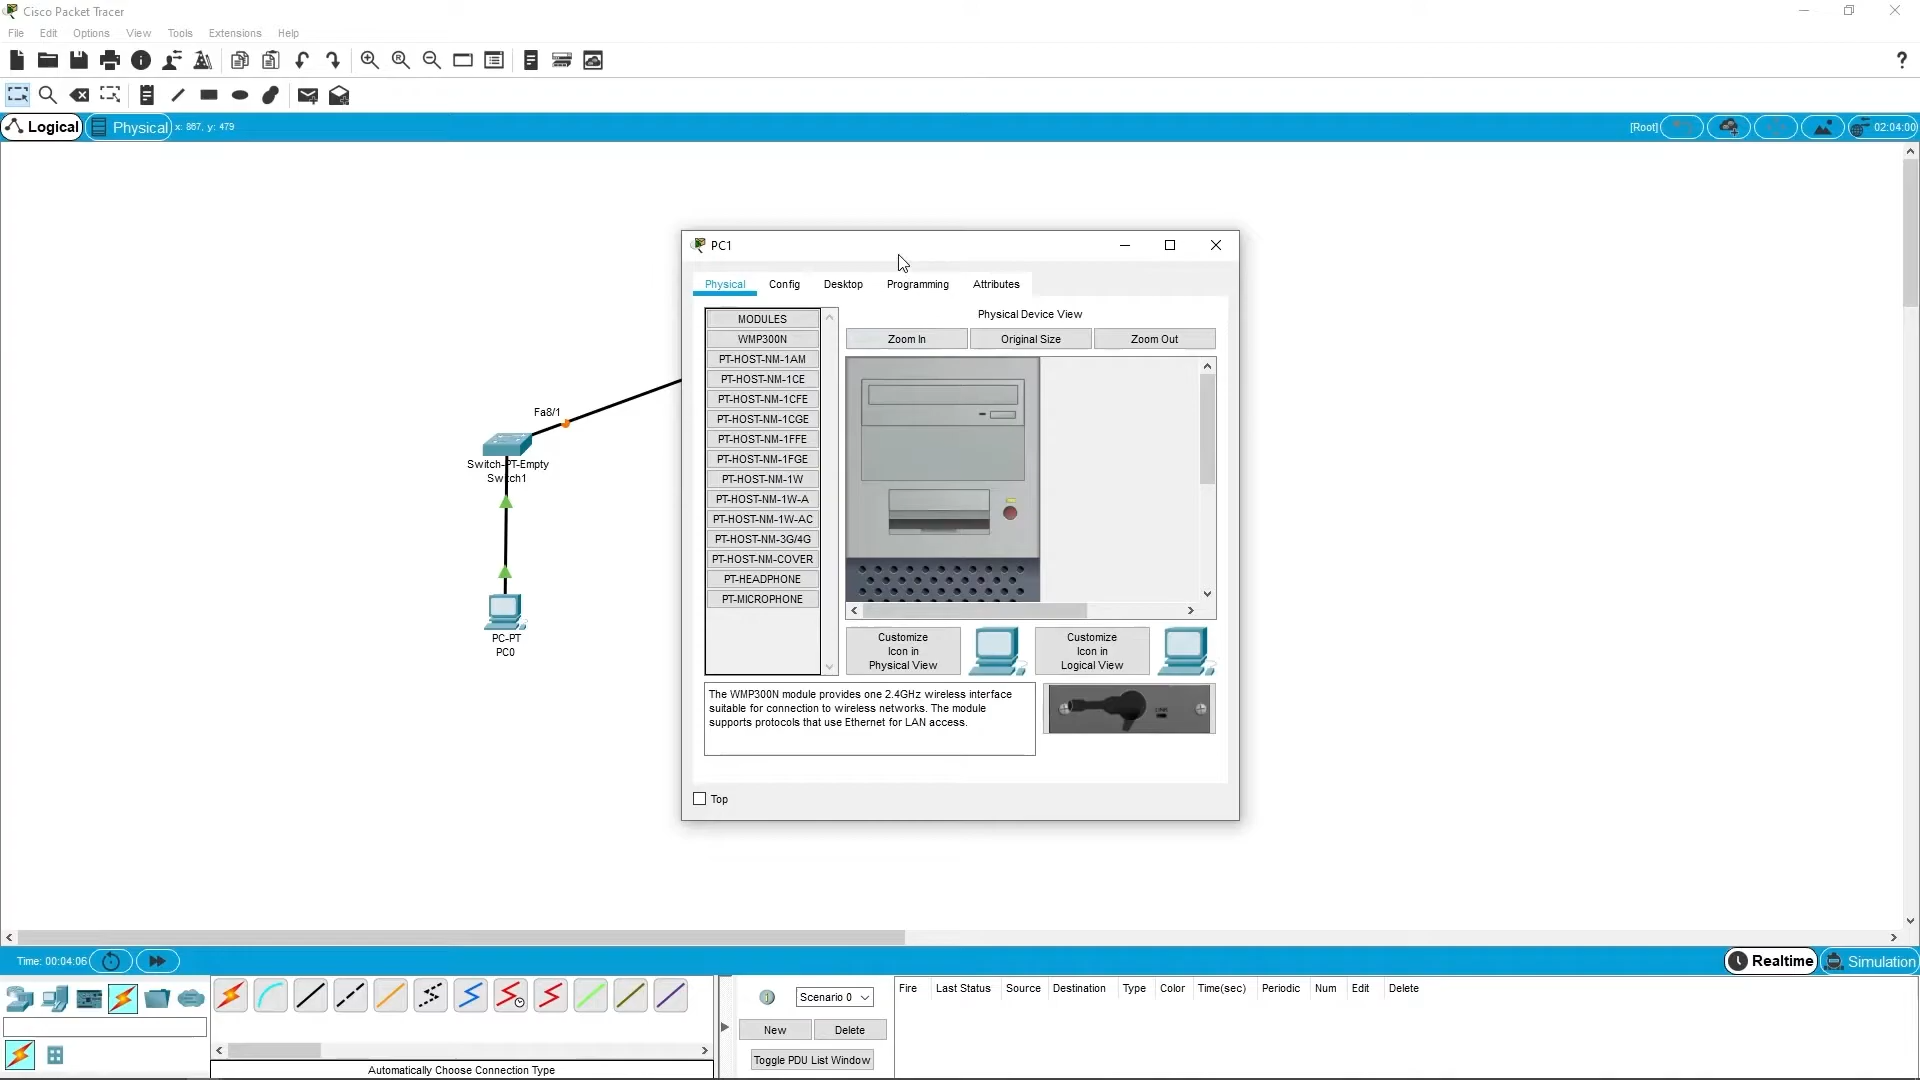 Cisco Packet Tracer
File Edit Options View Tools Extensions Help
Logical Physical x: 867, y: 479 [Root] 02:04:00
PC1
Physical Config Desktop Programming Attributes
MODULES
WMP300N
PT-HOST-NM-1AM
PT-HOST-NM-1CE
PT-HOST-NM-1CFE
PT-HOST-NM-1CGE
PT-HOST-NM-1FFE
PT-HOST-NM-1FGE
PT-HOST-NM-1W
PT-HOST-NM-1W-A
PT-HOST-NM-1W-AC
PT-HOST-NM-3G/4G
PT-HOST-NM-COVER
PT-HEADPHONE
PT-MICROPHONE
Physical Device View
Zoom In Original Size Zoom Out
Customize
Icon in
Physical View
Customize
Icon in
Logical View
The WMP300N module provides one 2.4GHz wireless interface
suitable for connection to wireless networks. The module
supports protocols that use Ethernet for LAN access.
LINK
Top
Fa8/1
Switch-PT-Empty
Switch1
PC-PT
PC0
Time: 00:04:06 Realtime Simulation
Scenario 0
New Delete
Toggle PDU List Window
Fire Last Status Source Destination Type Color Time(sec) Periodic Num Edit Delete
Automatically Choose Connection Type